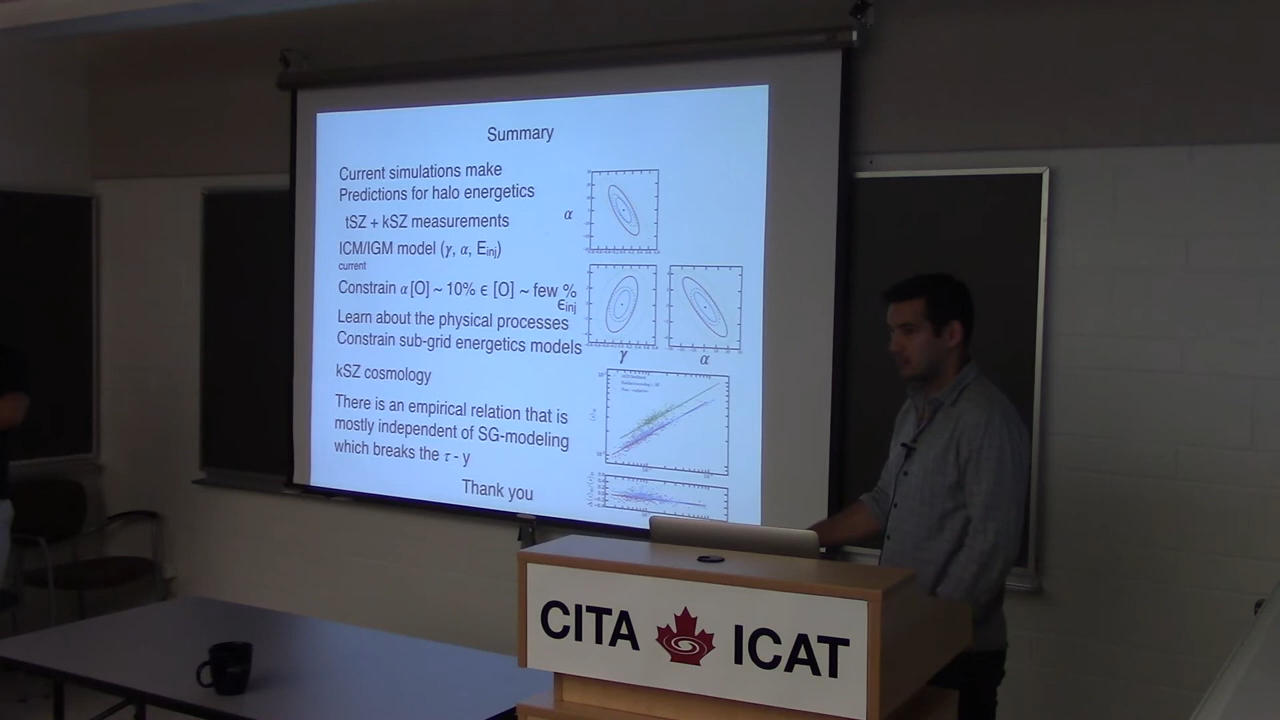 Summary
Current simulations make
Predictions for halo energetics
tSZ + kSZ measurements
ICM/IGM model (γ, α, Einj)
current
Constrain α[O] ~ 10% ϵ [O] ~ few %
Learn about the physical processes
Constrain sub-grid energetics models
kSZ cosmology
There is an empirical relation that is
mostly independent of SG-modeling
which breaks the τ - y
Thank you
α
ϵinj
γ
α
CITA ICAT